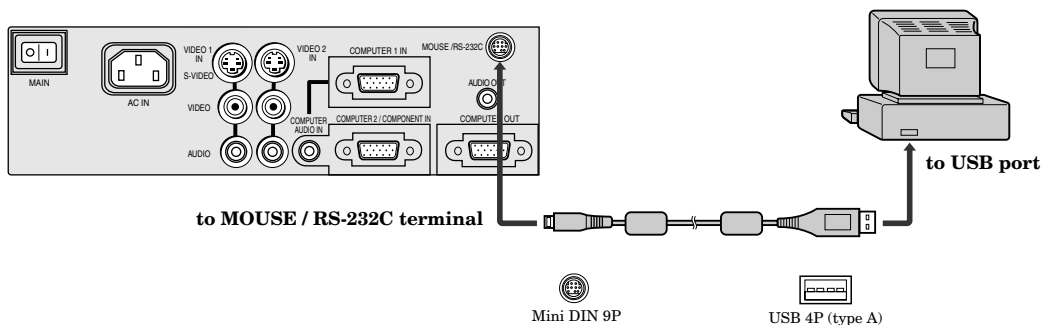 MAIN
AC IN
VIDEO 1
IN
S-VIDEO
VIDEO
AUDIO
VIDEO 2
IN
COMPUTER 1 IN
MOUSE /RS-232C
AUDIO OUT
COMPUTER
AUDIO IN
COMPUTER 2 / COMPONENT IN
COMPUTER OUT
to USB port
to MOUSE / RS-232C terminal
Mini DIN 9P
USB 4P (type A)